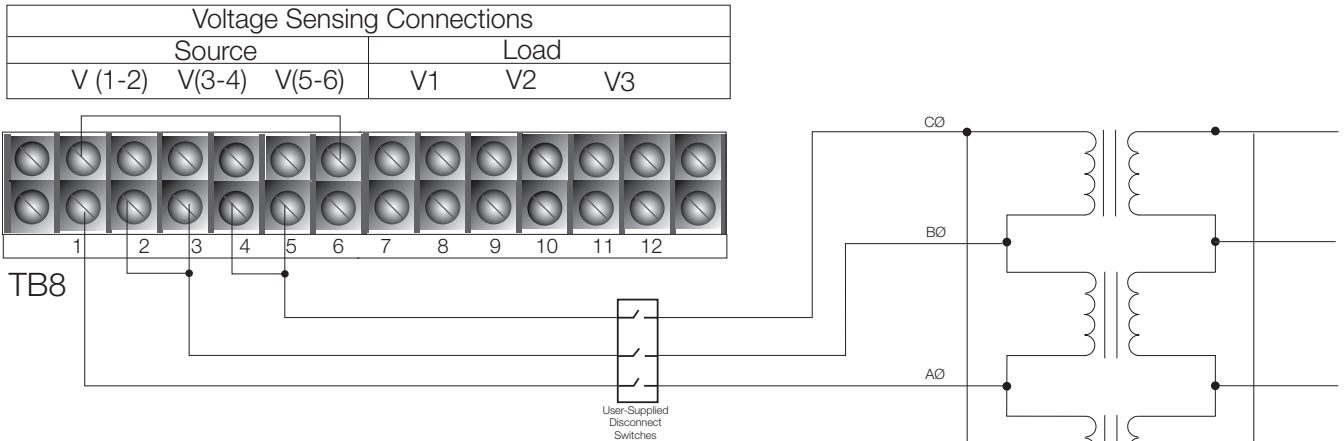 Voltage Sensing Connections
Source Load
V (1-2) V(3-4) V(5-6) V1 V2 V3
CØ
BØ
1 2 3 4 5 6 7 8 9 10 11 12
TB8
AØ
User-Supplied
Disconnect
Switches